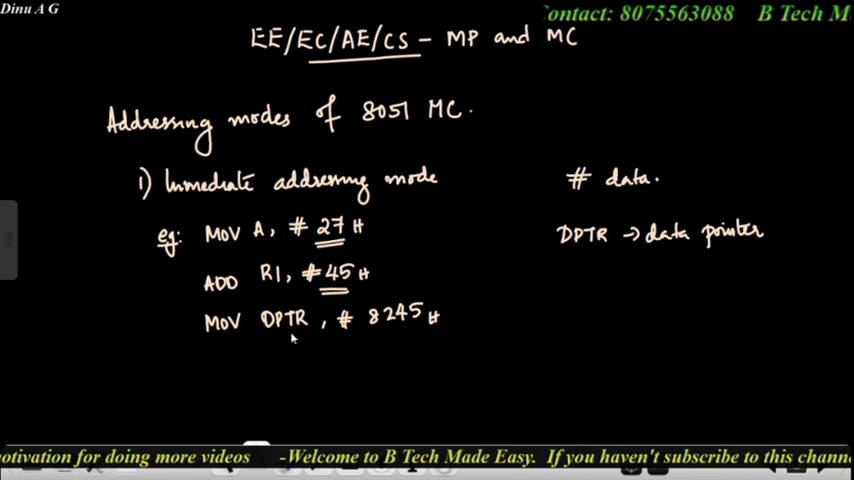 Dinu A G
Contact: 8075563088 B Tech M
EE/EC/AE/CS - MP and MC
Addressing modes of 8051 MC.
1) Immediate addressing mode # data.
eg: MOV A, # 27 H DPTR → data pointer
ADD R1, # 45 H
MOV DPTR, # 8245 H
otivation for doing more videos -Welcome to B Tech Made Easy. If you haven't subscribe to this chann